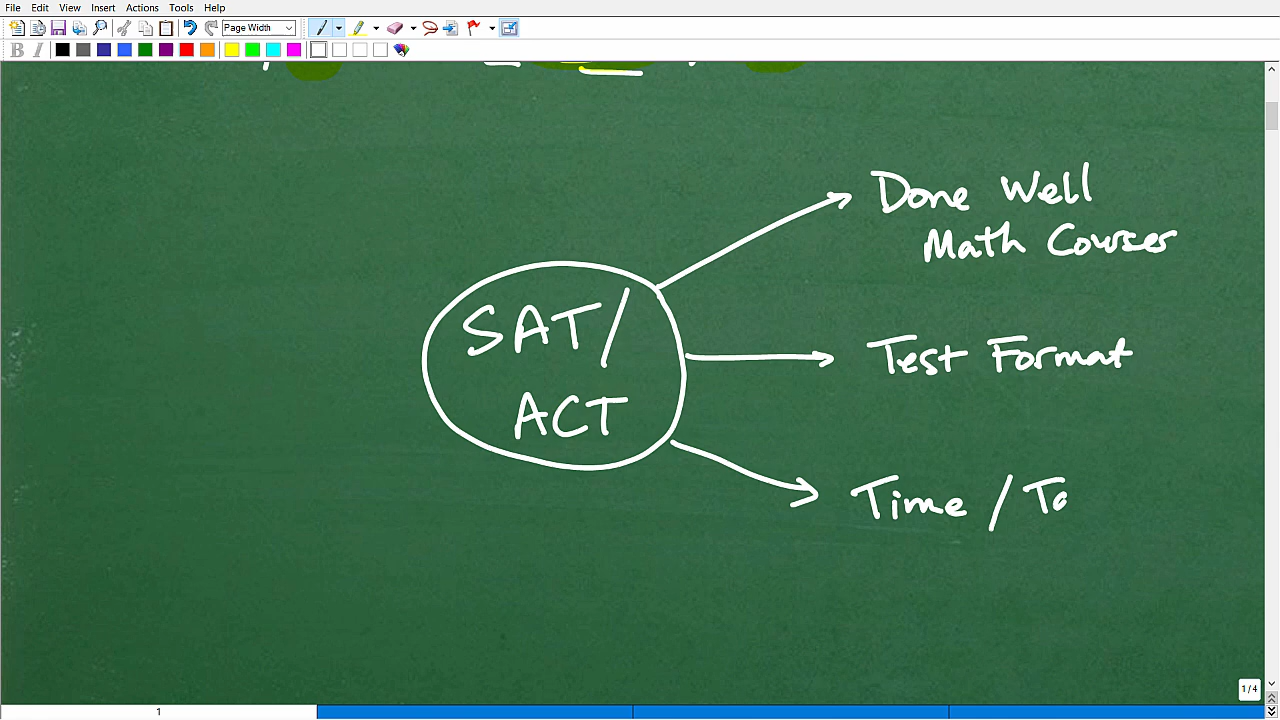 File Edit View Insert Actions Tools Help
Page Width
B I
Done Well
Math Courses
SAT/
ACT
Test Format
Time / To
1/4
1